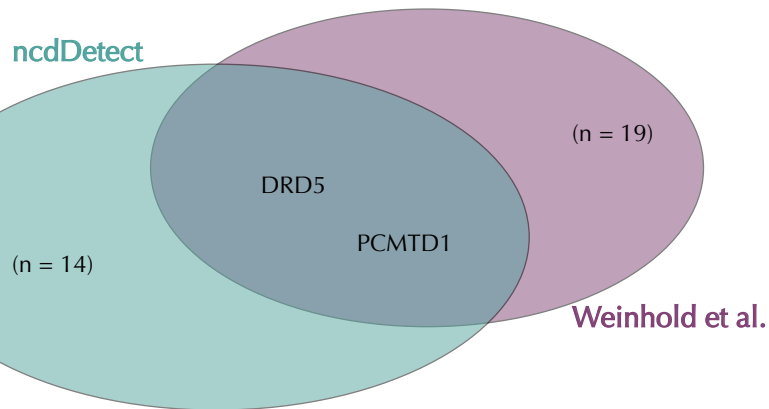 ncdDetect
(n = 19)
DRD5
PCMTD1
(n = 14)
Weinhold et al.